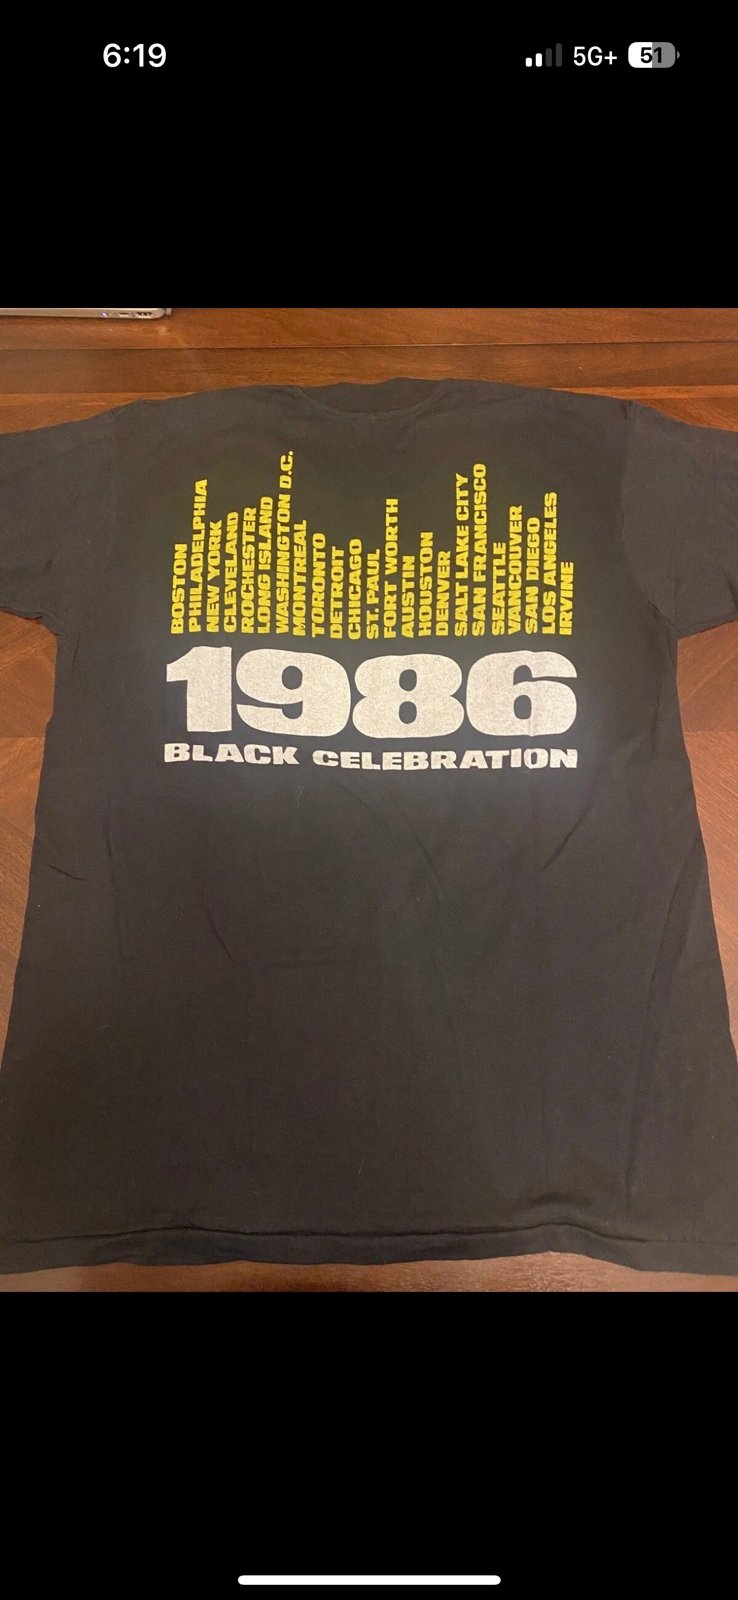 6:19
5G+
51
BOSTON
PHILADELPHIA
NEW YORK
CLEVELAND
ROCHESTER
LONG ISLAND
WASHINGTON D.C.
MONTREAL
TORONTO
DETROIT
CHICAGO
ST. PAUL
FORT WORTH
AUSTIN
HOUSTON
DENVER
SALT LAKE CITY
SAN FRANCISCO
SEATTLE
VANCOUVER
SAN DIEGO
LOS ANGELES
IRVINE
1986
BLACK CELEBRATION